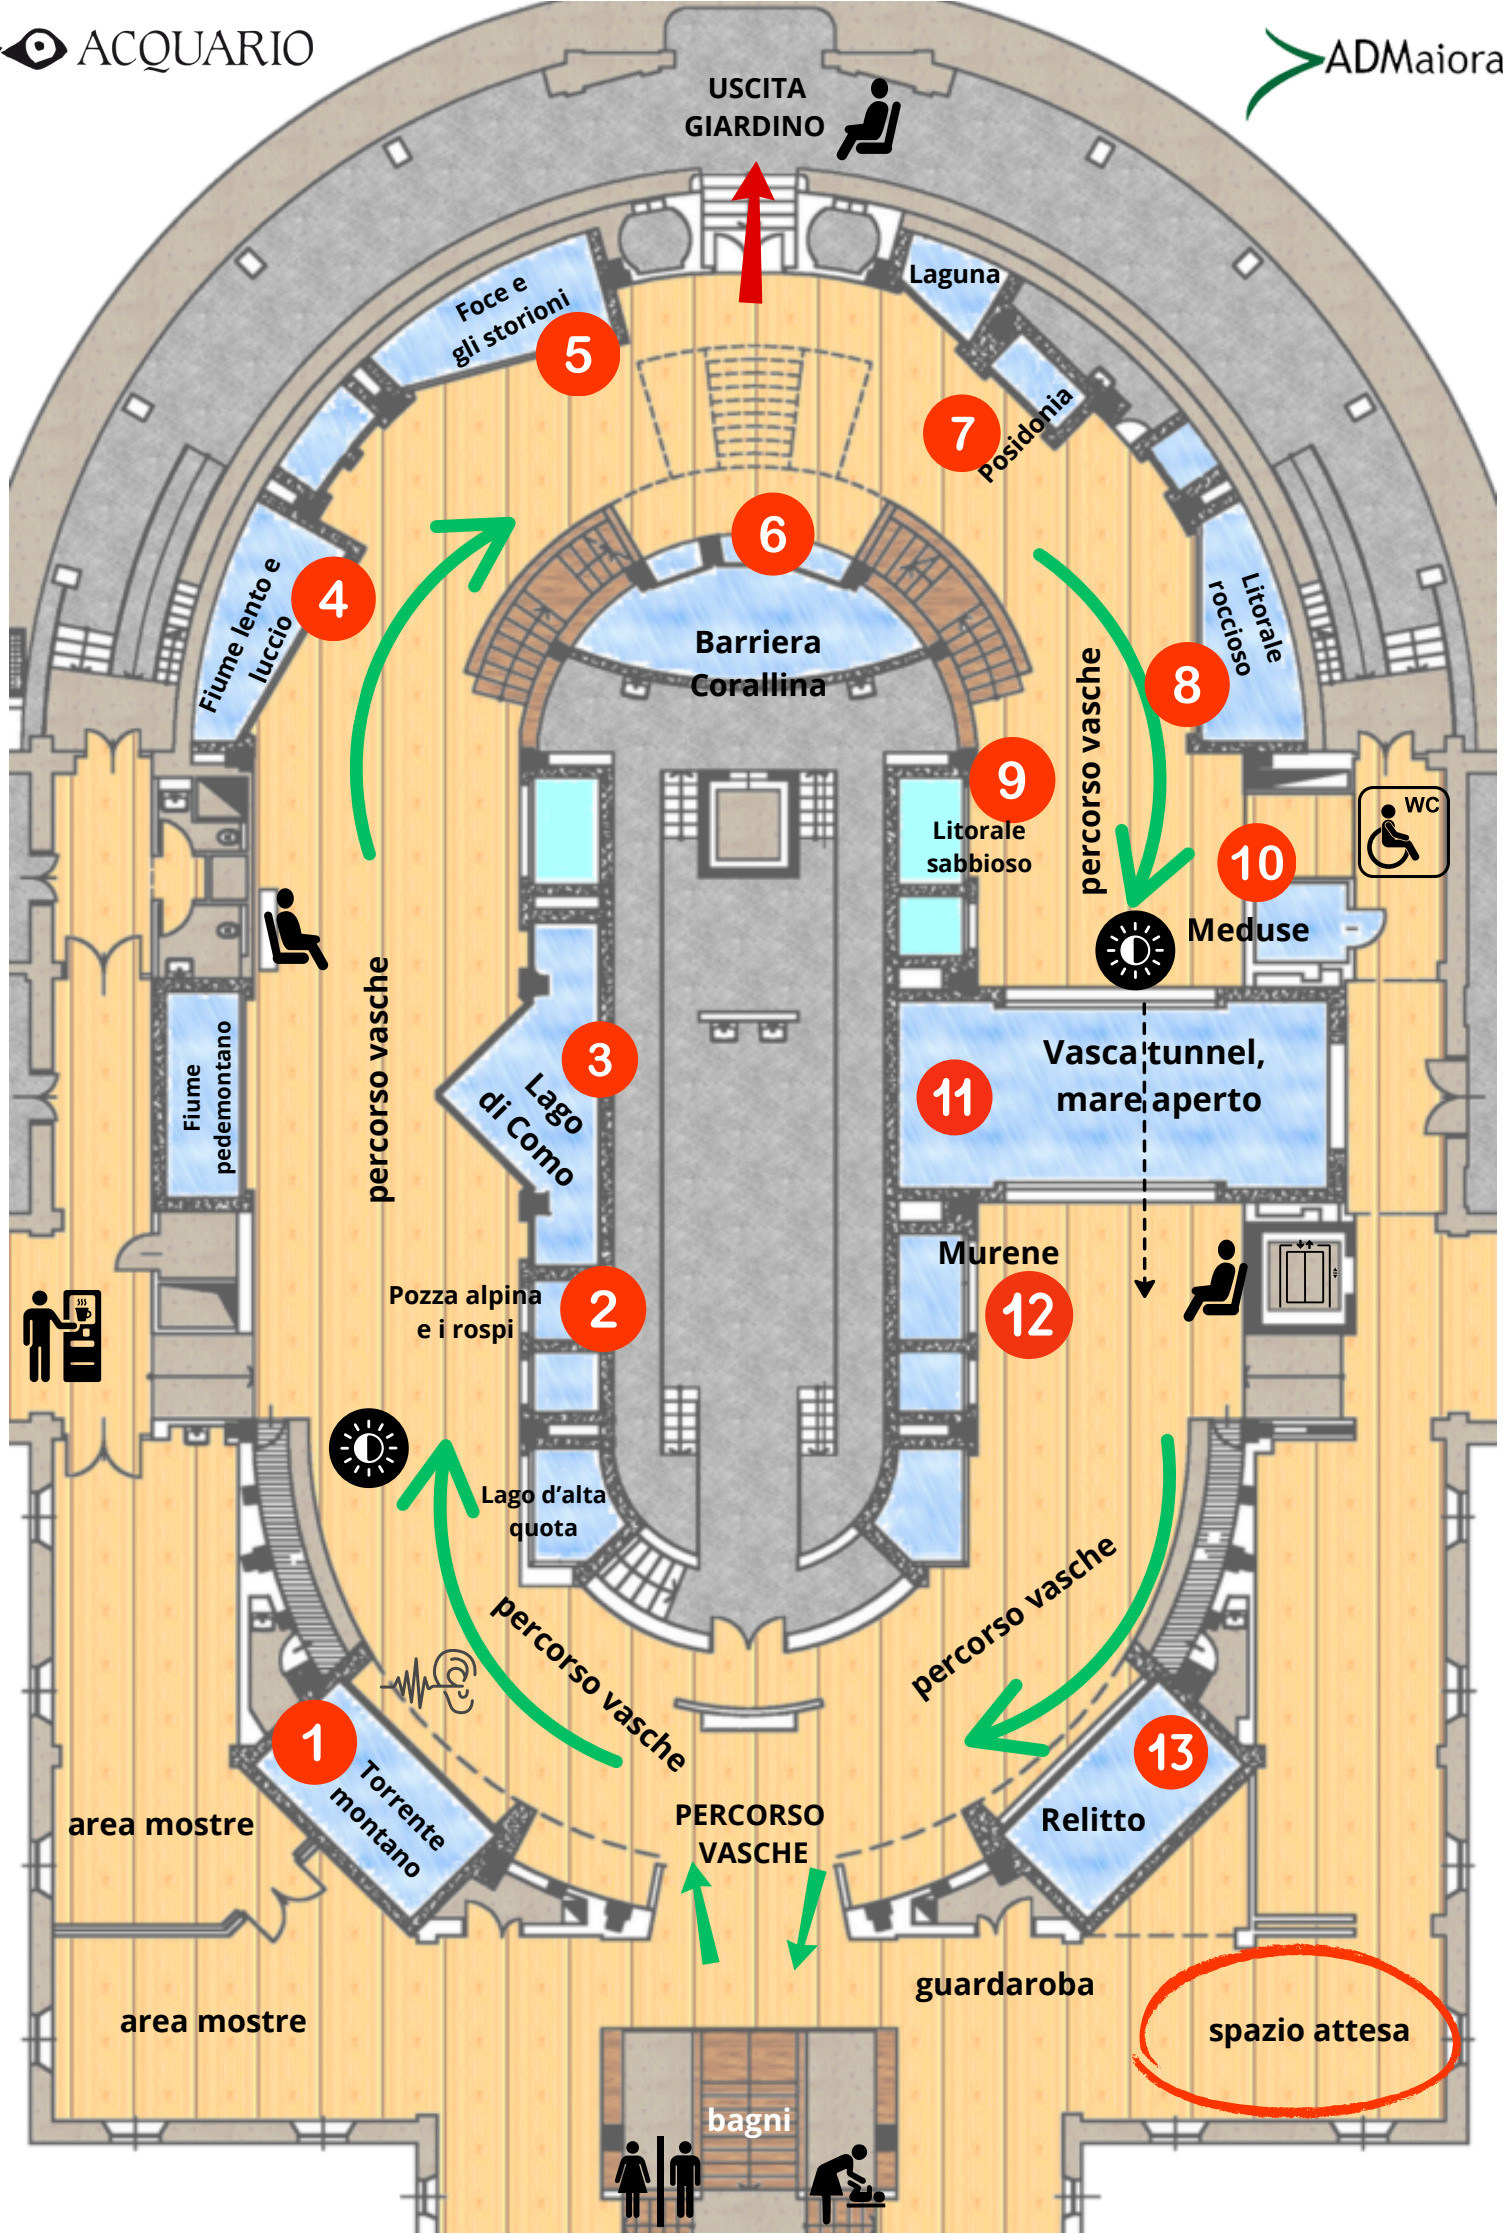 ACQUARIO
ADMaiora
USCITA
GIARDINO
Laguna
Foce e
gli storioni
5
7
Posidonia
6
4
Fiume lento e
luccio
Barriera
Corallina
Litorale
roccioso
8
percorso vasche
9
Litorale
sabbioso
WC
10
Meduse
percorso vasche
Fiume
pedemontano
3
Lago
di Como
Vasca tunnel,
mare aperto
11
Murene
12
Pozza alpina
e i rospi
2
Lago d'alta
quota
percorso vasche
percorso vasche
1
Torrente
montano
13
Relitto
area mostre
PERCORSO
VASCHE
guardaroba
area mostre
spazio attesa
bagni